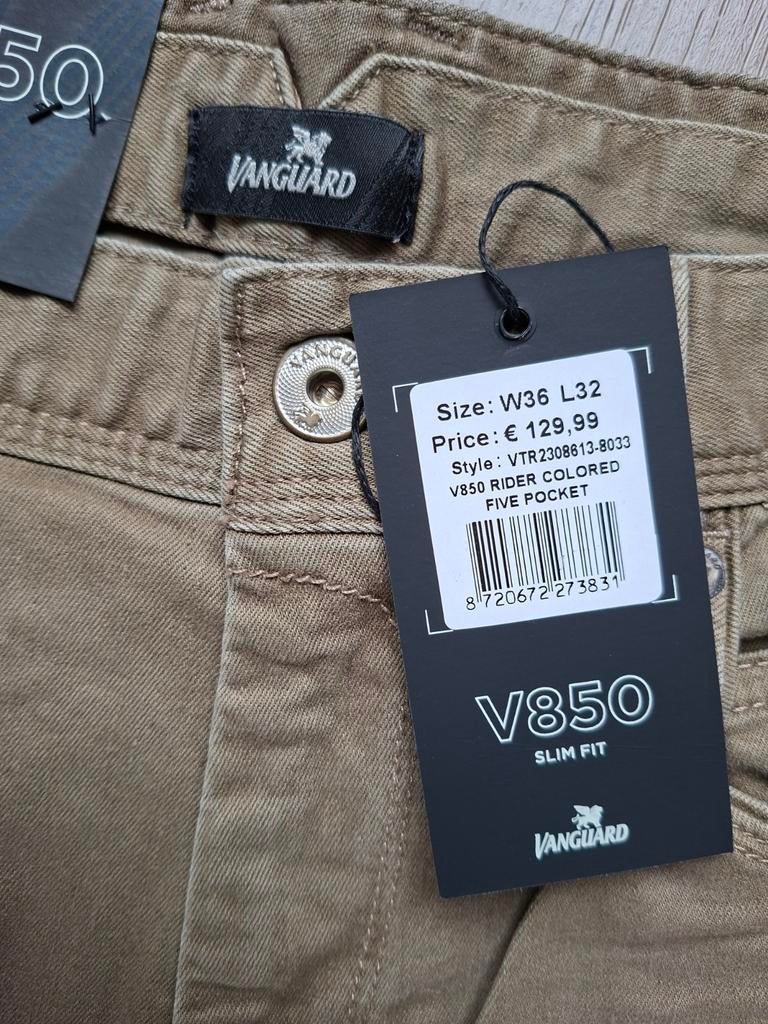 50
VANGUARD
VANGUA
Size: W36 L32
Price: € 129,99
Style : VTR2308613-8033
V850 RIDER COLORED
FIVE POCKET
8 720672 273831
V850
SLIM FIT
VANGUARD